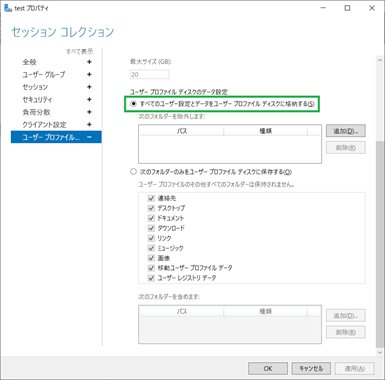 test プロパティ
セッション コレクション
すべて表示
全般 +
ユーザー グループ +
セッション +
セキュリティ +
負荷分散 +
クライアント設定 +
ユーザー プロファイル... −
最大サイズ (GB):
20
ユーザー プロファイル ディスクのデータ設定
すべてのユーザー設定とデータをユーザー プロファイル ディスクに格納する(S)
次のフォルダーを除外します:
パス 種類
追加(D)...
削除(R)
次のフォルダーのみをユーザー プロファイル ディスクに保存する(O)
ユーザー プロファイルのその他すべてのフォルダーは保持されません。
連絡先
デスクトップ
ドキュメント
ダウンロード
リンク
ミュージック
画像
移動ユーザー プロファイル データ
ユーザー レジストリ データ
次のフォルダーを含めます:
パス 種類
追加(D)...
削除(R)
OK キャンセル 適用(A)